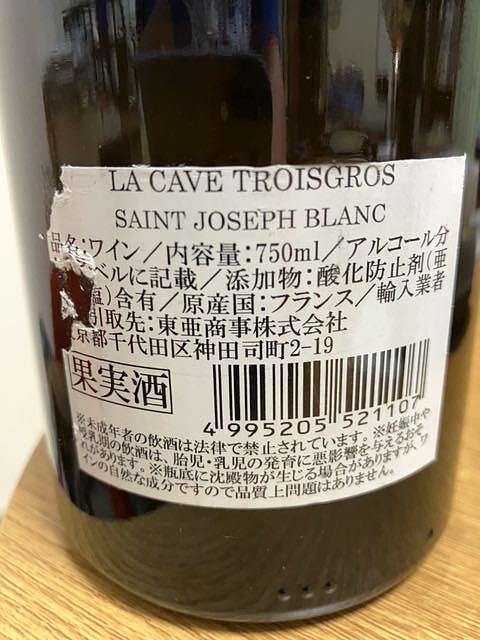 LA CAVE TROISGROS
SAINT JOSEPH BLANC
品名:ワイン/内容量:750ml/アルコール分
ベルに記載/添加物:酸化防止剤(亜
塩)含有/原産国:フランス/輸入業者
引取先:東亜商事株式会社
京都千代田区神田司町2-19
果実酒
4 995205 521107
※未成年者の飲酒は法律で禁止されています。※妊娠中や
授乳期の飲酒は、胎児・乳児の発育に悪影響を与えるおそ
れがあります。※瓶底に沈殿物が生じる場合がありますが、ワ
インの自然な成分ですので品質上問題はありません。